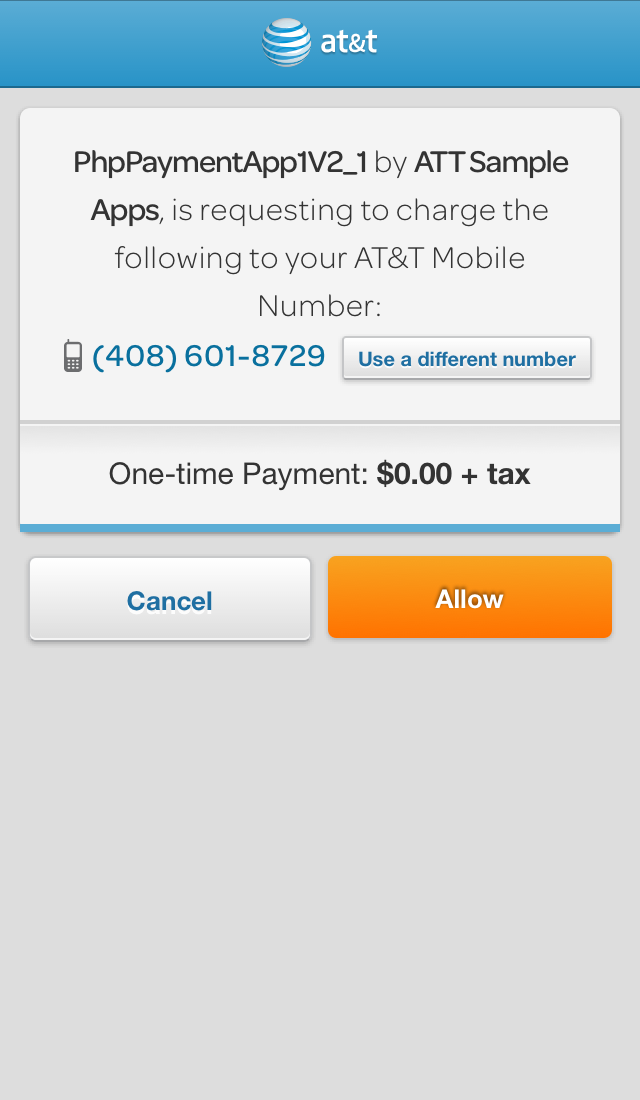 at&t
PhpPaymentApp1V2_1 by ATT Sample
Apps, is requesting to charge the
following to your AT&T Mobile
Number:
(408) 601-8729 Use a different number
One-time Payment: $0.00 + tax
Cancel Allow